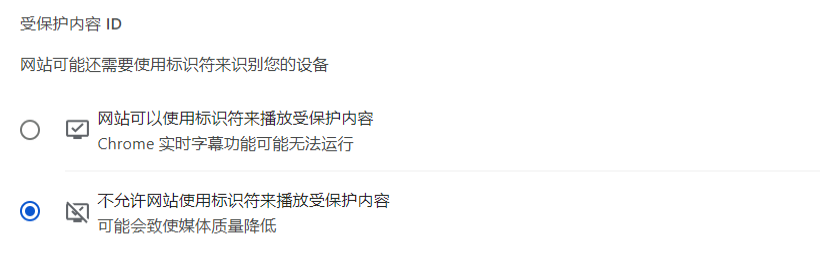 受保护内容 ID
网站可能还需要使用标识符来识别您的设备
网站可以使用标识符来播放受保护内容
Chrome 实时字幕功能可能无法运行
不允许网站使用标识符来播放受保护内容
可能会致使媒体质量降低